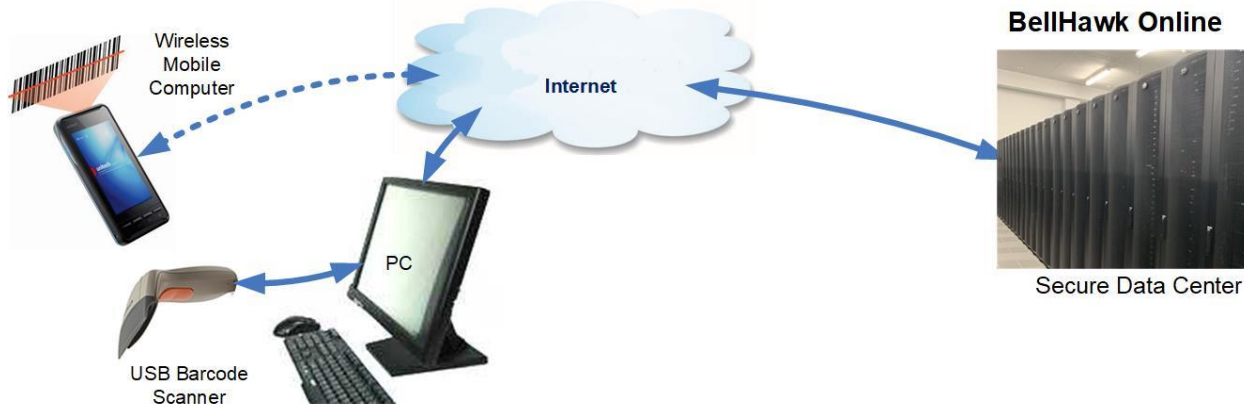 BellHawk Online
Wireless
Mobile
Computer
Internet
PC
Secure Data Center
USB Barcode
Scanner